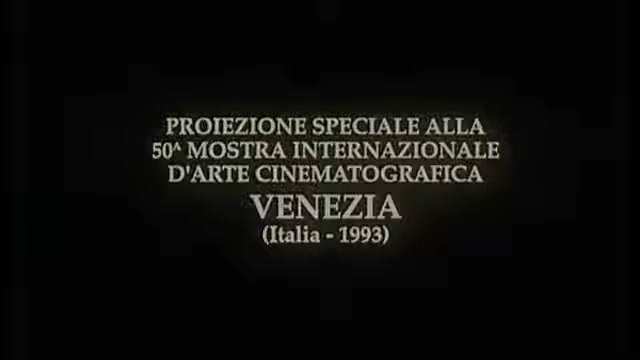 PROIEZIONE SPECIALE ALLA
50ᴬ MOSTRA INTERNAZIONALE
D'ARTE CINEMATOGRAFICA
VENEZIA
(Italia - 1993)